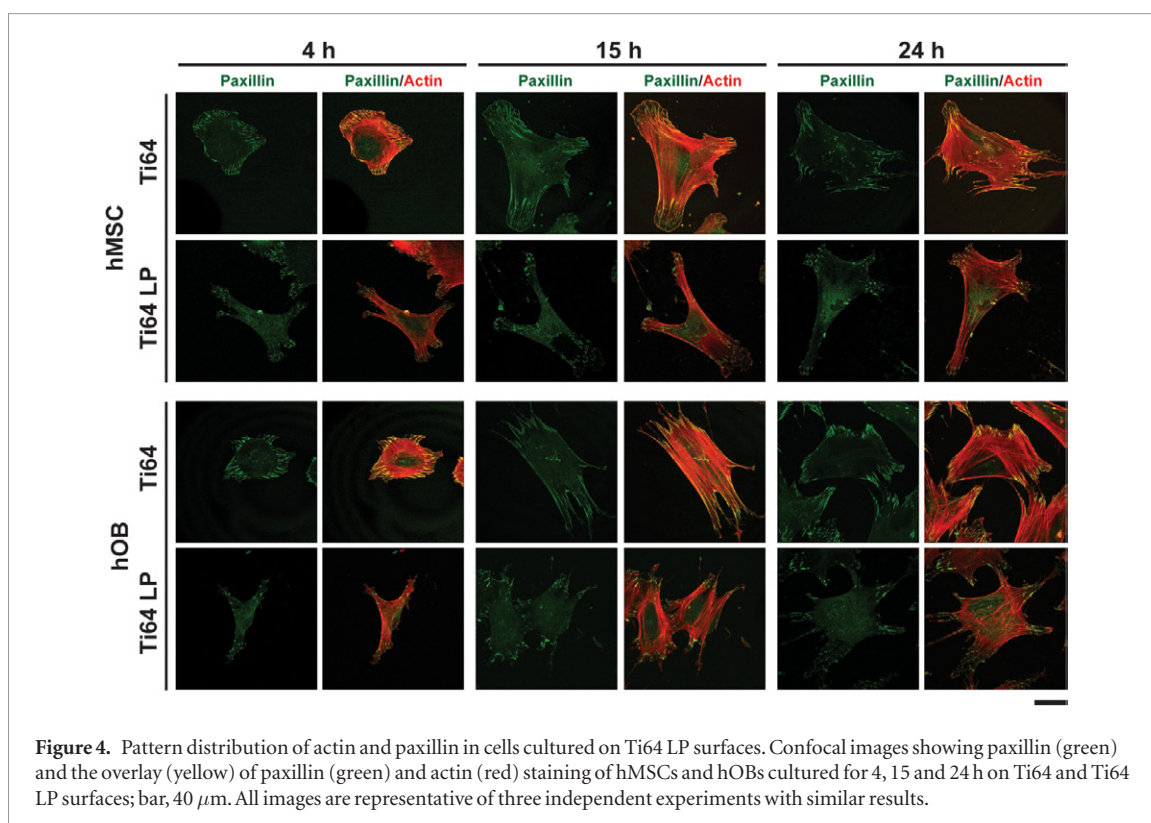 4 h 15 h 24 h
Paxillin Paxillin/Actin Paxillin Paxillin/Actin Paxillin Paxillin/Actin
hMSC
Ti64
Ti64 LP
hOB
Ti64
Ti64 LP
Figure 4. Pattern distribution of actin and paxillin in cells cultured on Ti64 LP surfaces. Confocal images showing paxillin (green)
and the overlay (yellow) of paxillin (green) and actin (red) staining of hMSCs and hOBs cultured for 4, 15 and 24 h on Ti64 and Ti64
LP surfaces; bar, 40 μm. All images are representative of three independent experiments with similar results.